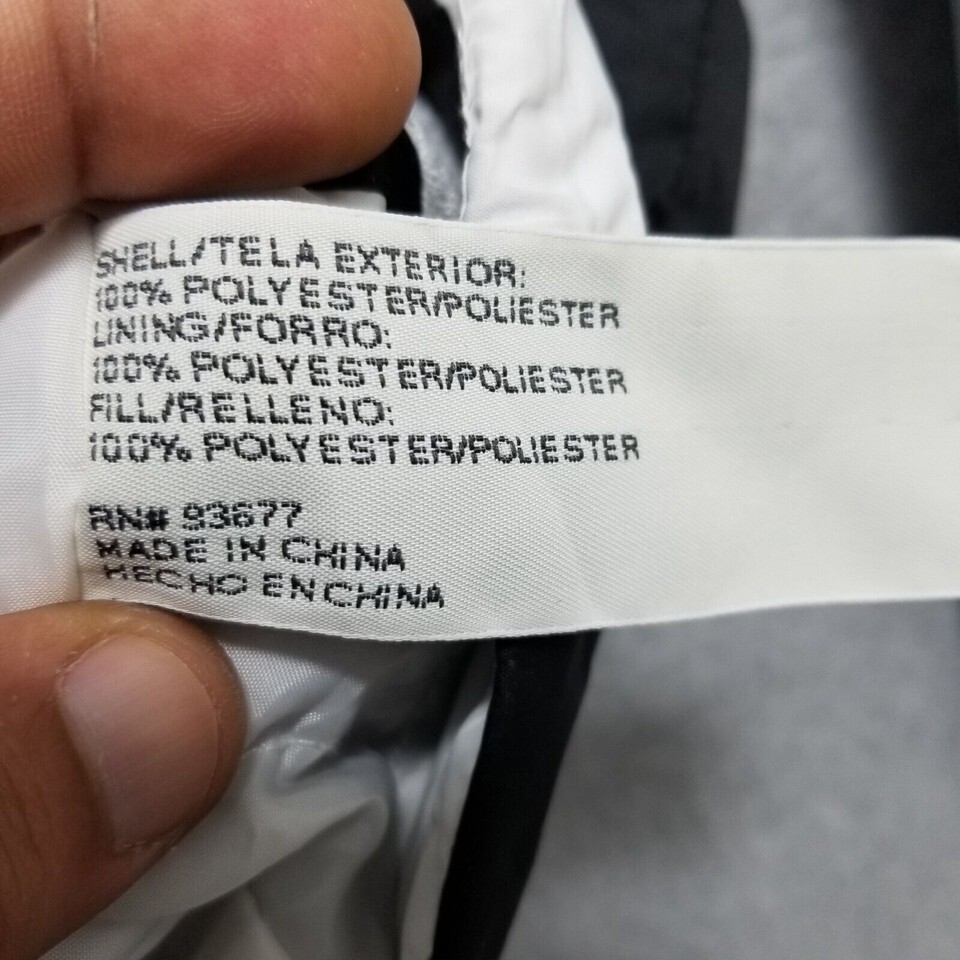 SHELL/TELA EXTERIOR:
100% POLYESTER/POLIESTER
LINING/FORRO:
100% POLYESTER/POLIESTER
FILL/RELLENO:
100% POLYESTER/POLIESTER
RN# 93677
MADE IN CHINA
HECHO EN CHINA